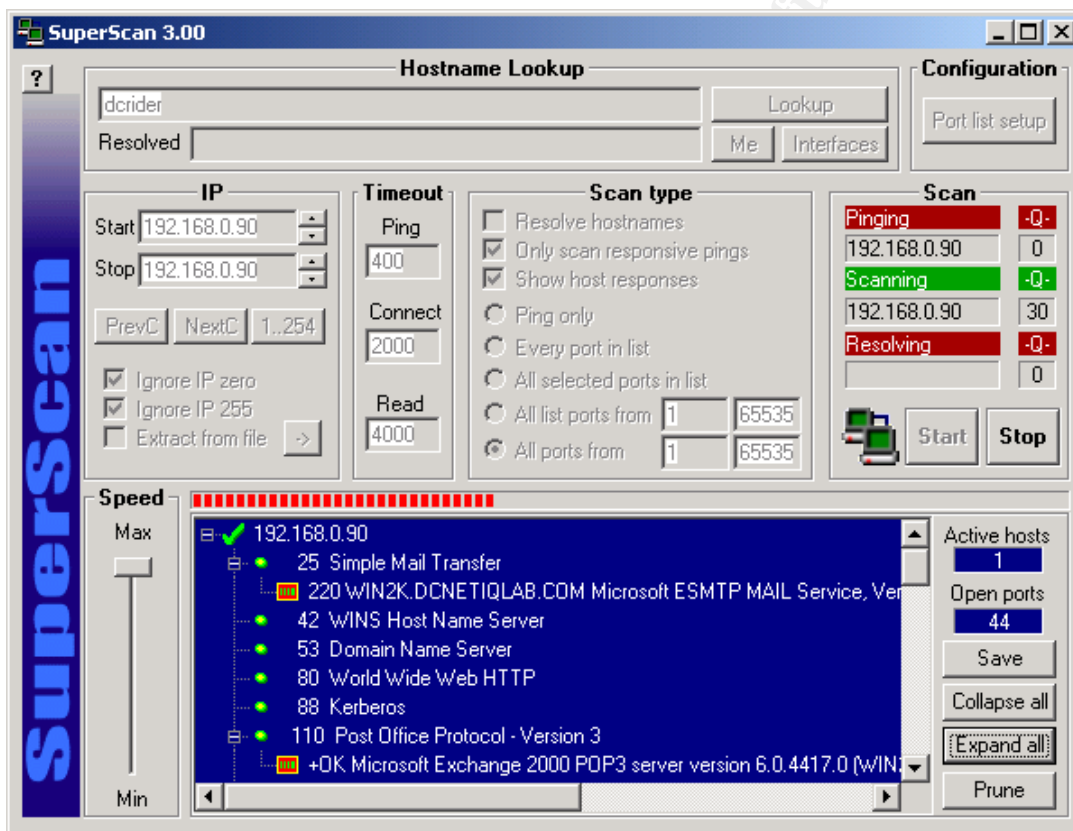 SuperScan 3.00
?
Hostname Lookup
dcrider
Lookup
Resolved
Me
Interfaces
Configuration
Port list setup
SuperScan
IP
Start 192.168.0.90
Stop 192.168.0.90
PrevC
NextC
1..254
Ignore IP zero
Ignore IP 255
Extract from file
->
Timeout
Ping
400
Connect
2000
Read
4000
Scan type
Resolve hostnames
Only scan responsive pings
Show host responses
Ping only
Every port in list
All selected ports in list
All list ports from 1 65535
All ports from 1 65535
Scan
Pinging -Q-
192.168.0.90 0
Scanning -Q-
192.168.0.90 30
Resolving -Q-
0
Start
Stop
Speed
Max
Min
192.168.0.90
25 Simple Mail Transfer
220 WIN2K.DCNETIQLAB.COM Microsoft ESMTP MAIL Service, Ver
42 WINS Host Name Server
53 Domain Name Server
80 World Wide Web HTTP
88 Kerberos
110 Post Office Protocol - Version 3
+OK Microsoft Exchange 2000 POP3 server version 6.0.4417.0 (WIN
Active hosts
1
Open ports
44
Save
Collapse all
Expand all
Prune